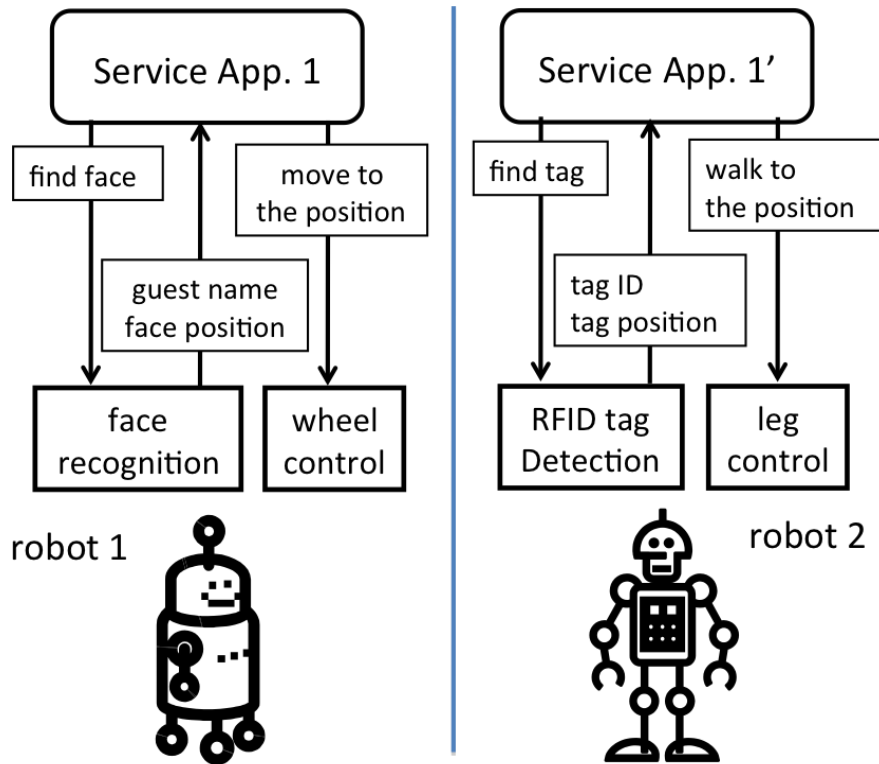 Service App. 1
find face
move to
the position
guest name
face position
face
recognition
wheel
control
robot 1
Service App. 1’
find tag
walk to
the position
tag ID
tag position
RFID tag
Detection
leg
control
robot 2